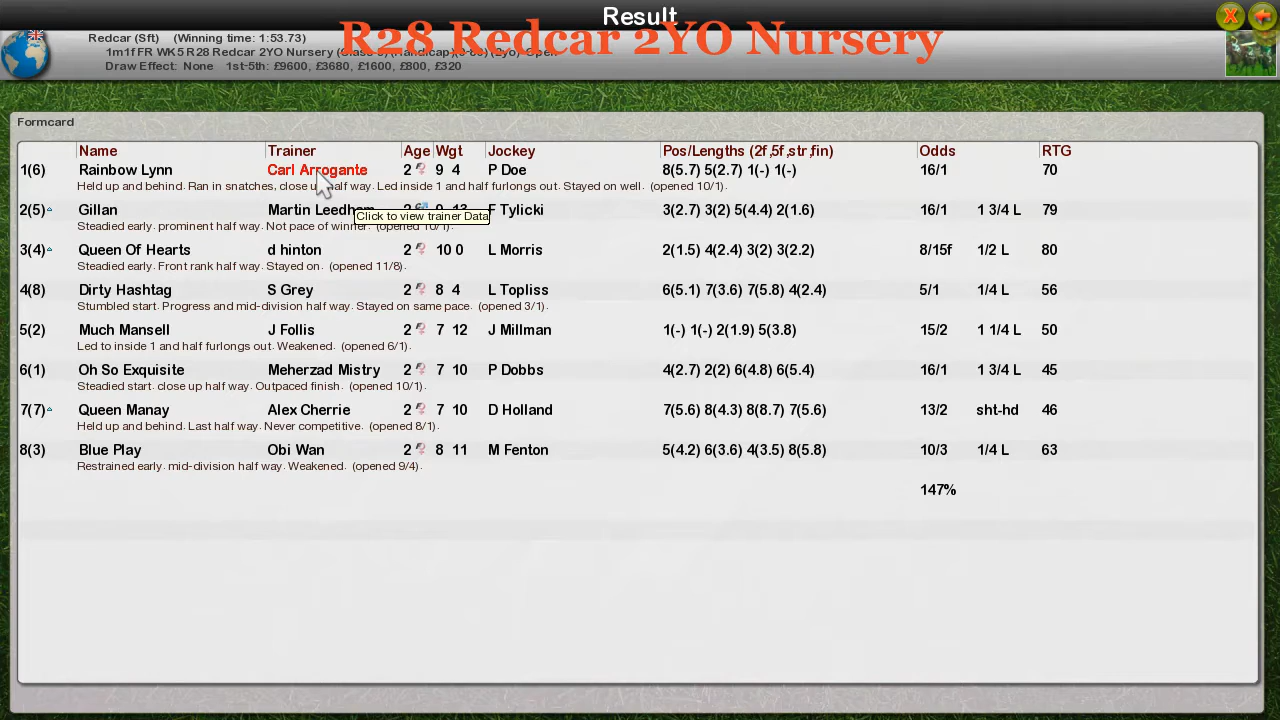 Result
R28 Redcar 2YO Nursery
Redcar (Sft) (Winning time: 1:53.73)
1m1f FR WK5 R28 Redcar 2YO Nursery (2yo) Open
Draw Effect: None 1st-5th: £9600, £3680, £1600, £800, £320
Formcard
Name Trainer Age Wgt Jockey Pos/Lengths (2f,5f,str,fin) Odds RTG
1(6) Rainbow Lynn Carl Arrogante 2 9 4 P Doe 8(5.7) 5(2.7) 1(-) 1(-) 16/1 70
Held up and behind. Ran in snatches, close half way. Led inside 1 and half furlongs out. Stayed on well. (opened 10/1).
2(5) Gillan Martin Leedham 2 9 13 F Tylicki 3(2.7) 3(2) 5(4.4) 2(1.6) 16/1 1 3/4 L 79
Click to view trainer Data
Steadied early. prominent half way. Not pace of winner. (opened 10/1).
3(4) Queen Of Hearts d hinton 2 10 0 L Morris 2(1.5) 4(2.4) 3(2) 3(2.2) 8/15f 1/2 L 80
Steadied early. Front rank half way. Stayed on. (opened 11/8).
4(8) Dirty Hashtag S Grey 2 8 4 L Topliss 6(5.1) 7(3.6) 7(5.8) 4(2.4) 5/1 1/4 L 56
Stumbled start. Progress and mid-division half way. Stayed on same pace. (opened 3/1).
5(2) Much Mansell J Follis 2 7 12 J Millman 1(-) 1(-) 2(1.9) 5(3.8) 15/2 1 1/4 L 50
Led to inside 1 and half furlongs out. Weakened. (opened 6/1).
6(1) Oh So Exquisite Meherzad Mistry 2 7 10 P Dobbs 4(2.7) 2(2) 6(4.8) 6(5.4) 16/1 1 3/4 L 45
Steadied start. close up half way. Outpaced finish. (opened 10/1).
7(7) Queen Manay Alex Cherrie 2 7 10 D Holland 7(5.6) 8(4.3) 8(8.7) 7(5.6) 13/2 sht-hd 46
Held up and behind. Last half way. Never competitive. (opened 8/1).
8(3) Blue Play Obi Wan 2 8 11 M Fenton 5(4.2) 6(3.6) 4(3.5) 8(5.8) 10/3 1/4 L 63
Restrained early. mid-division half way. Weakened. (opened 9/4).
147%